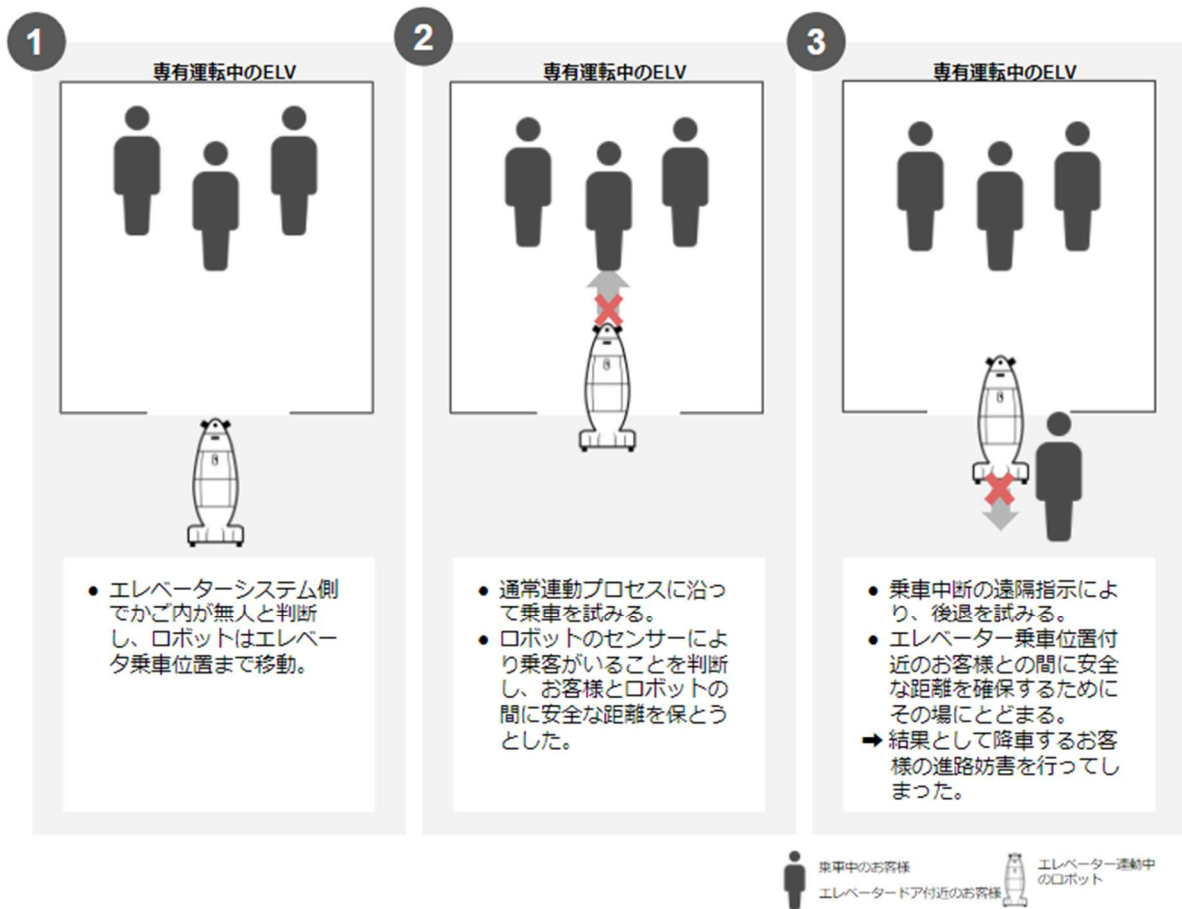 1
専有運転中のELV
● エレベーターシステム側
でかご内が無人と判断
し、ロボットはエレベー
タ乗車位置まで移動。
2
専有運転中のELV
● 通常連動プロセスに沿っ
て乗車を試みる。
● ロボットのセンサーによ
り乗客がいることを判断
し、お客様とロボットの
間に安全な距離を保とう
とした。
3
専有運転中のELV
● 乗車中断の遠隔指示によ
り、後退を試みる。
● エレベーター乗車位置付
近のお客様との間に安全
な距離を確保するために
その場にとどまる。
➡ 結果として降車するお客
様の進路妨害を行ってし
まった。
乗車中のお客様
エレベータードア付近のお客様
エレベーター連動中
のロボット